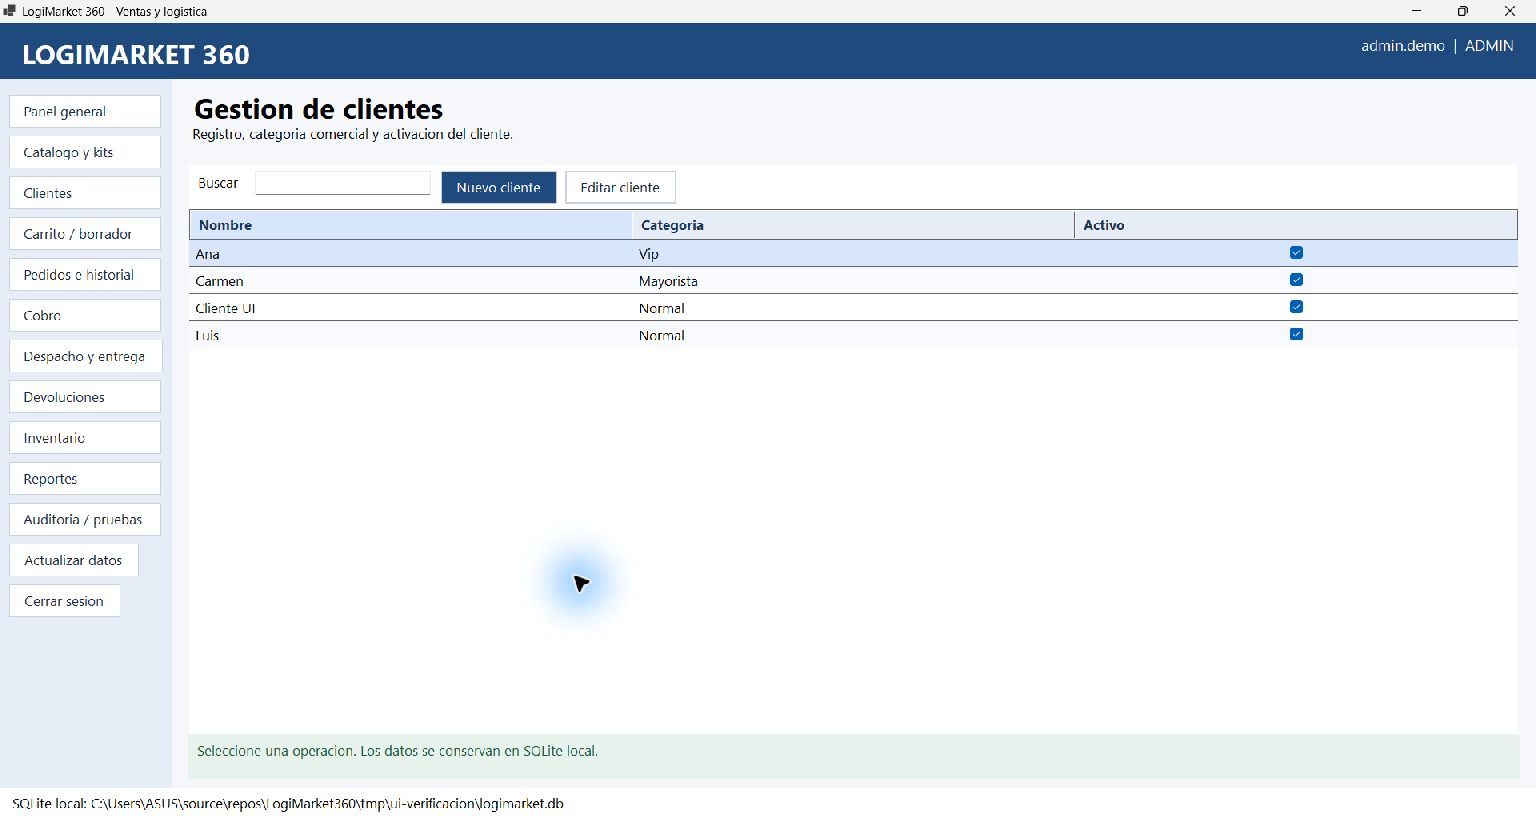 LogiMarket 360 - Ventas y logistica
LOGIMARKET 360
admin.demo | ADMIN
Panel general
Catalogo y kits
Clientes
Carrito / borrador
Pedidos e historial
Cobro
Despacho y entrega
Devoluciones
Inventario
Reportes
Auditoria / pruebas
Actualizar datos
Cerrar sesion
Gestion de clientes
Registro, categoria comercial y activacion del cliente.
Buscar
Nuevo cliente
Editar cliente
Nombre Categoria Activo
Ana Vip
Carmen Mayorista
Cliente UI Normal
Luis Normal
Seleccione una operacion. Los datos se conservan en SQLite local.
SQLite local: C:\Users\ASUS\source\repos\LogiMarket360\tmp\ui-verificacion\logimarket.db